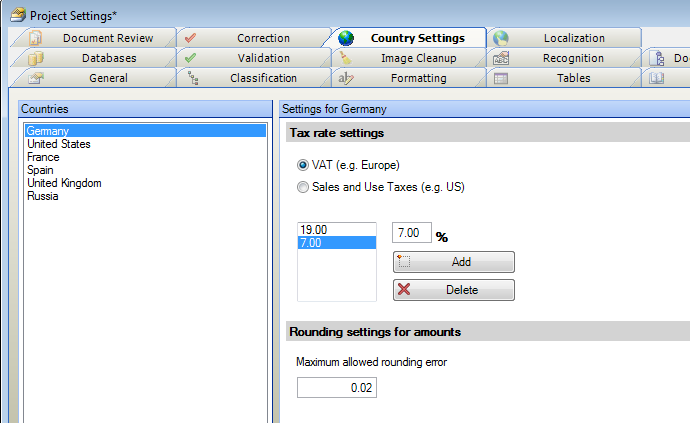 Project Settings*
Document Review
Correction
Country Settings
Localization
Databases
Validation
Image Cleanup
Recognition
Do
General
Classification
Formatting
Tables
Countries
Settings for Germany
Germany
United States
France
Spain
United Kingdom
Russia
Tax rate settings
VAT (e.g. Europe)
Sales and Use Taxes (e.g. US)
19.00
7.00
7.00 %
Add
Delete
Rounding settings for amounts
Maximum allowed rounding error
0.02